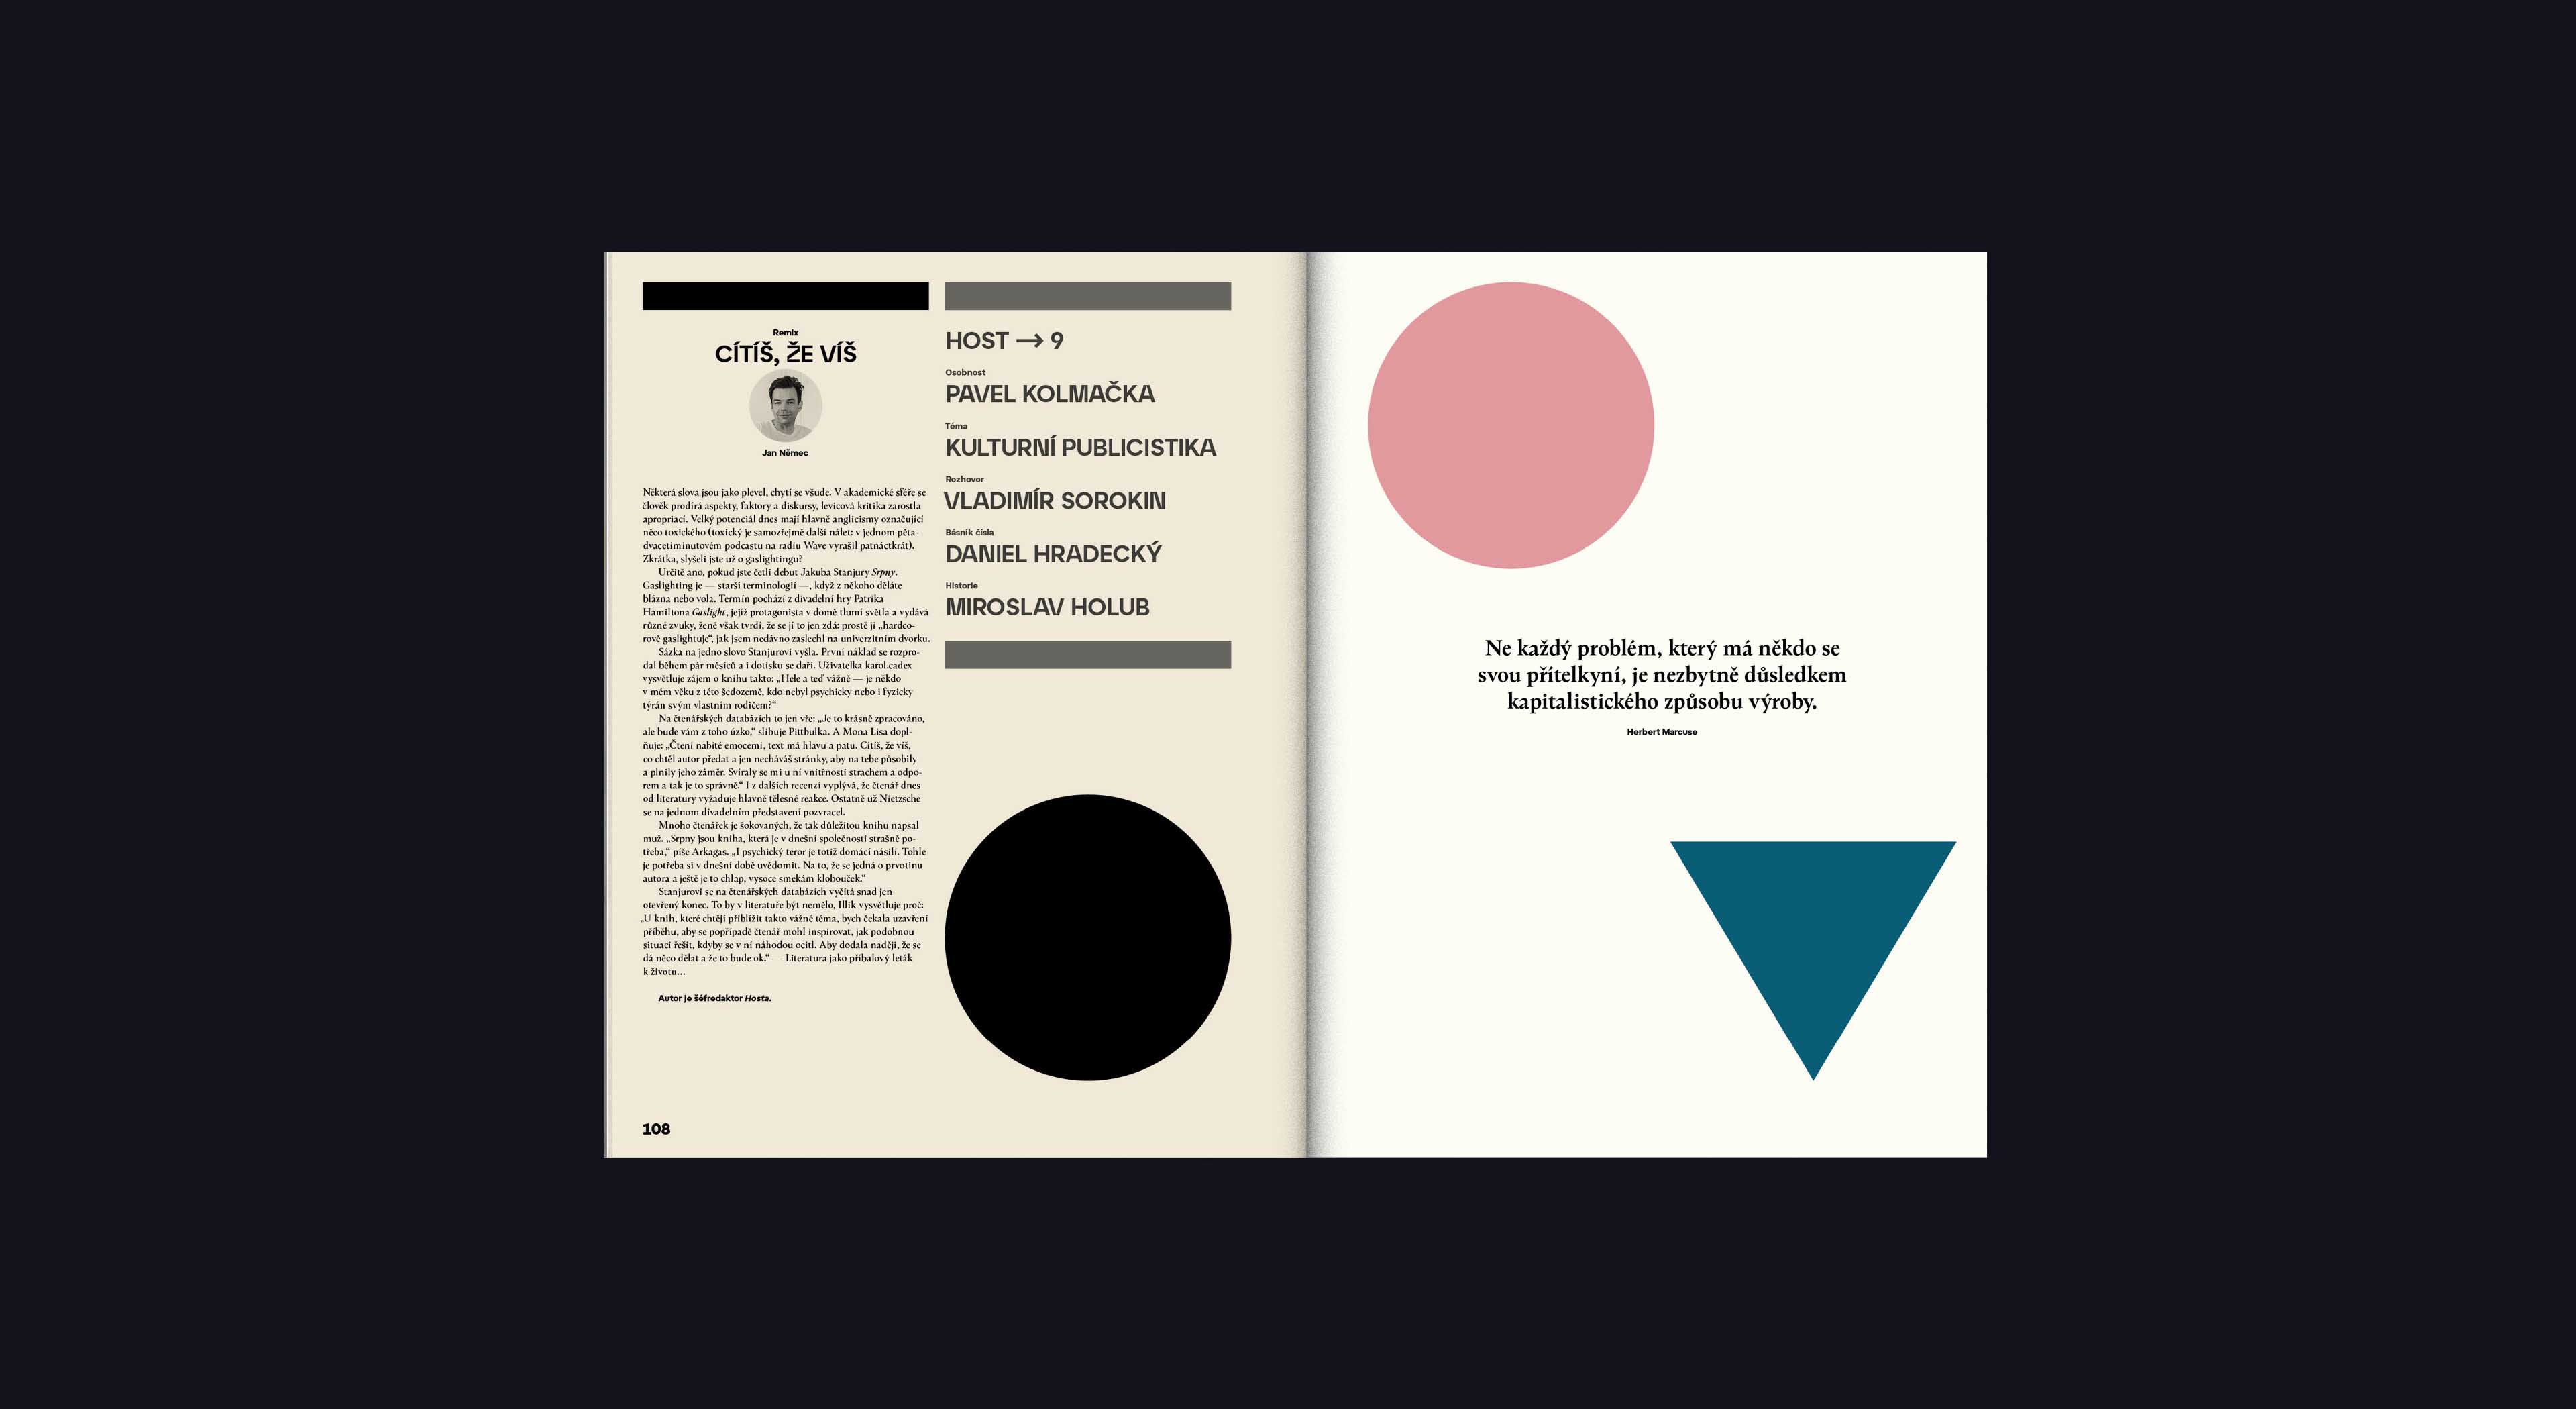 Remix
CÍTÍŠ, ŽE VÍŠ
Jan Němec
Některá slova jsou jako plevel, chytí se všude. V akademické sféře se
člověk prodírá aspekty, faktory a diskursy, levicová kritika zarostla
apropriací. Velký potenciál dnes mají hlavně anglicismy označující
něco toxického (toxický je samozřejmě další nálet: v jednom pěta-
dvacetiminutovém podcastu na radiu Wave vyrašil patnáctkrát).
Zkrátka, slyšeli jste už o gaslightingu?
Určitě ano, pokud jste četli debut Jakuba Stanjury Srpny.
Gaslighting je — starší terminologií —, když z někoho děláte
blázna nebo vola. Termín pochází z divadelní hry Patrika
Hamiltona Gaslight, jejíž protagonista v domě tlumí světla a vydává
různé zvuky, ženě však tvrdí, že se jí to jen zdá: prostě jí „hardco-
rově gaslightuje“, jak jsem nedávno zaslechl na univerzitním dvorku.
Sázka na jedno slovo Stanjurovi vyšla. První náklad se rozpro-
dal během pár měsíců a i dotisku se daří. Uživatelka karol.cadex
vysvětluje zájem o knihu takto: „Hele a teď vážně — je někdo
v mém věku z této šedozemě, kdo nebyl psychicky nebo i fyzicky
týrán svým vlastním rodičem?“
Na čtenářských databázích to jen vře: „Je to krásně zpracováno,
ale bude vám z toho úzko,“ slibuje Pittbulka. A Mona Lisa dopl-
ňuje: „Čtení nabité emocemi, text má hlavu a patu. Cítíš, že víš,
co chtěl autor předat a jen necháváš stránky, aby na tebe působily
a plnily jeho záměr. Svíraly se mi u ní vnitřnosti strachem a odpo-
rem a tak je to správně.“ I z dalších recenzí vyplývá, že čtenář dnes
od literatury vyžaduje hlavně tělesné reakce. Ostatně už Nietzsche
se na jednom divadelním představení pozvracel.
Mnoho čtenářek je šokovaných, že tak důležitou knihu napsal
muž. „Srpny jsou kniha, která je v dnešní společnosti strašně po-
třeba,“ píše Arkagas. „I psychický teror je totiž domácí násilí. Tohle
je potřeba si v dnešní době uvědomit. Na to, že se jedná o prvotinu
autora a ještě je to chlap, vysoce smekám klobouček.“
Stanjurovi se na čtenářských databázích vyčítá snad jen
otevřený konec. To by v literatuře být nemělo, Illik vysvětluje proč:
„U knih, které chtějí přiblížit takto vážné téma, bych čekala uzavření
příběhu, aby se popřípadě čtenář mohl inspirovat, jak podobnou
situaci řešit, kdyby se v ní náhodou ocitl. Aby dodala naději, že se
dá něco dělat a že to bude ok.“ — Literatura jako příbalový leták
k životu…
Autor je šéfredaktor Hosta.
108
HOST → 9
Osobnost
PAVEL KOLMAČKA
Téma
KULTURNÍ PUBLICISTIKA
Rozhovor
VLADIMÍR SOROKIN
Básník čísla
DANIEL HRADECKÝ
Historie
MIROSLAV HOLUB
Ne každý problém, který má někdo se
svou přítelkyní, je nezbytně důsledkem
kapitalistického způsobu výroby.
Herbert Marcuse